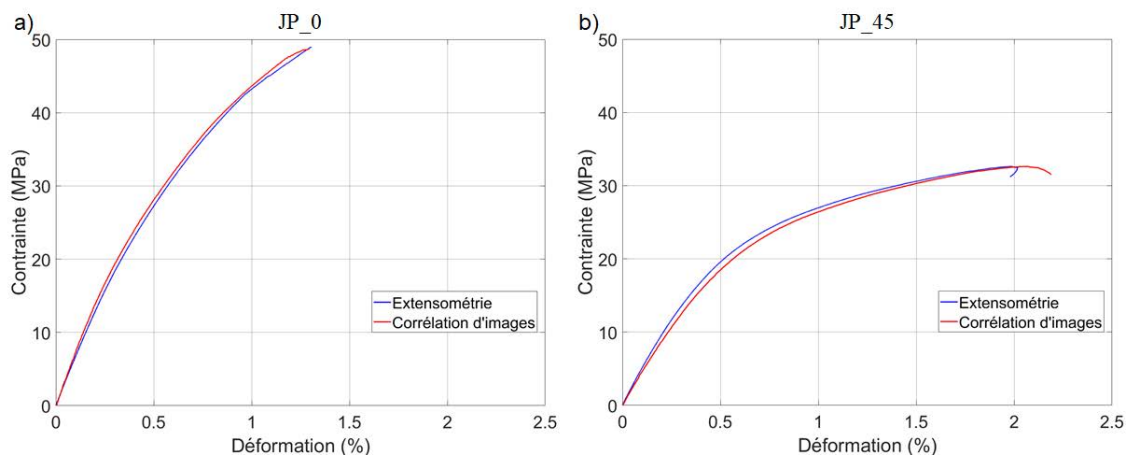 a) JP_0
50
40
30
20
10
0
0 0.5 1 1.5 2 2.5
Contrainte (MPa)
Déformation (%)
Extensométrie
Corrélation d'images
b) JP_45
50
40
30
20
10
0
0 0.5 1 1.5 2 2.5
Contrainte (MPa)
Déformation (%)
Extensométrie
Corrélation d'images